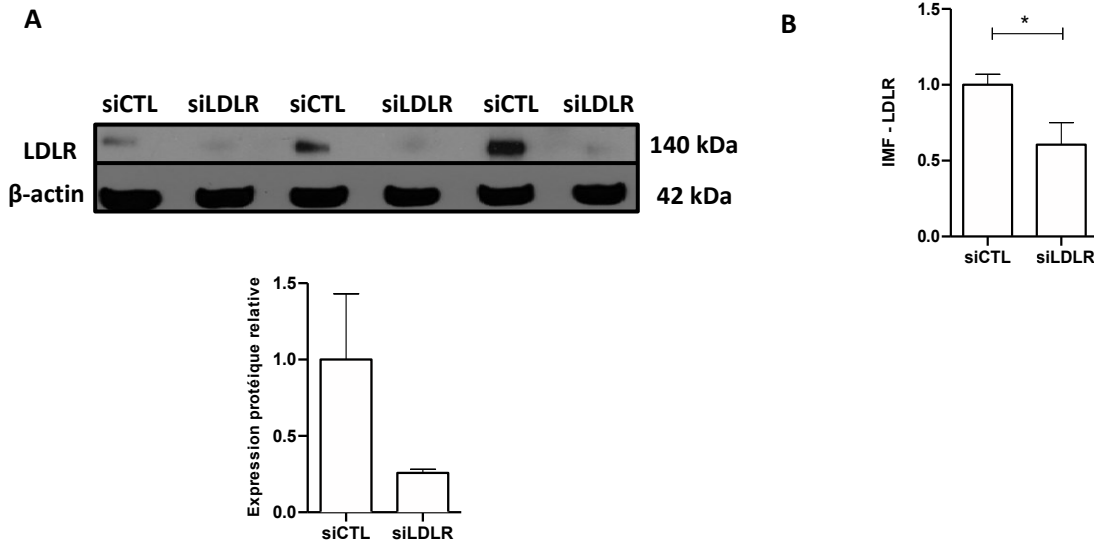 A
siCTL siLDLR siCTL siLDLR siCTL siLDLR
LDLR 140 kDa
β-actin 42 kDa
Expression protéique relative
1.5
1.0
0.5
0.0
siCTL siLDLR
B
IMF - LDLR
1.5
1.0
0.5
0.0
*
siCTL siLDLR